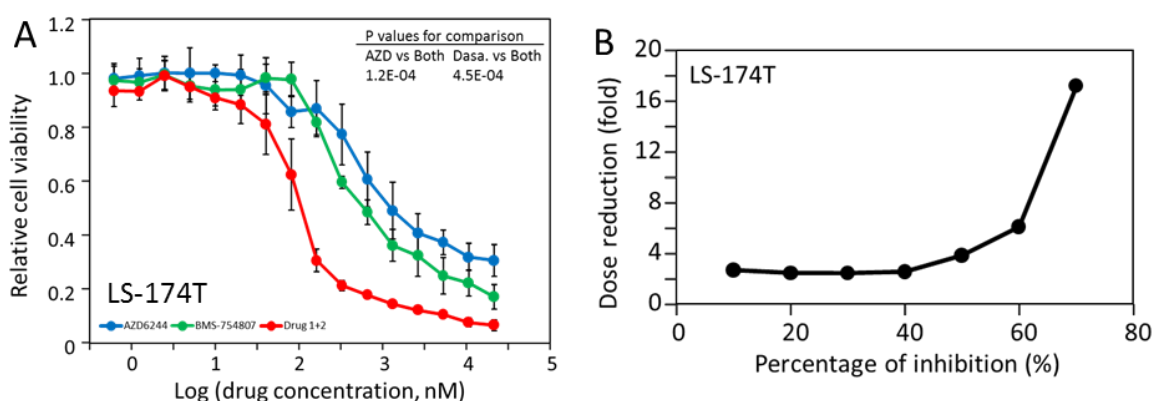 A
P values for comparison
AZD vs Both Dasa. vs Both
1.2E-04 4.5E-04
1.2
1.0
0.8
0.6
0.4
0.2
0
Relative cell viability
LS-174T
AZD6244 BMS-754807 Drug 1+2
0 1 2 3 4 5
Log (drug concentration, nM)
B
LS-174T
20
16
12
8
4
0
Dose reduction (fold)
0 20 40 60 80
Percentage of inhibition (%)